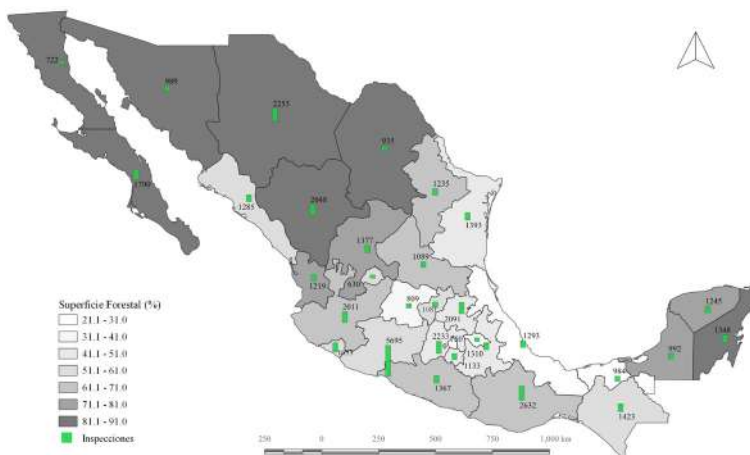 722
989
2255
935
1700
1285
2040
1235
1393
1377
1089
1219
630
2011
809
2091
1293
1245
1348
992
5695
2233
1310
1133
984
1367
2632
1423
Superficie Forestal (%)
21.1 - 31.0
31.1 - 41.0
41.1 - 51.0
51.1 - 61.0
61.1 - 71.0
71.1 - 81.0
81.1 - 91.0
Inspecciones
250 0 250 500 750 1,000 km